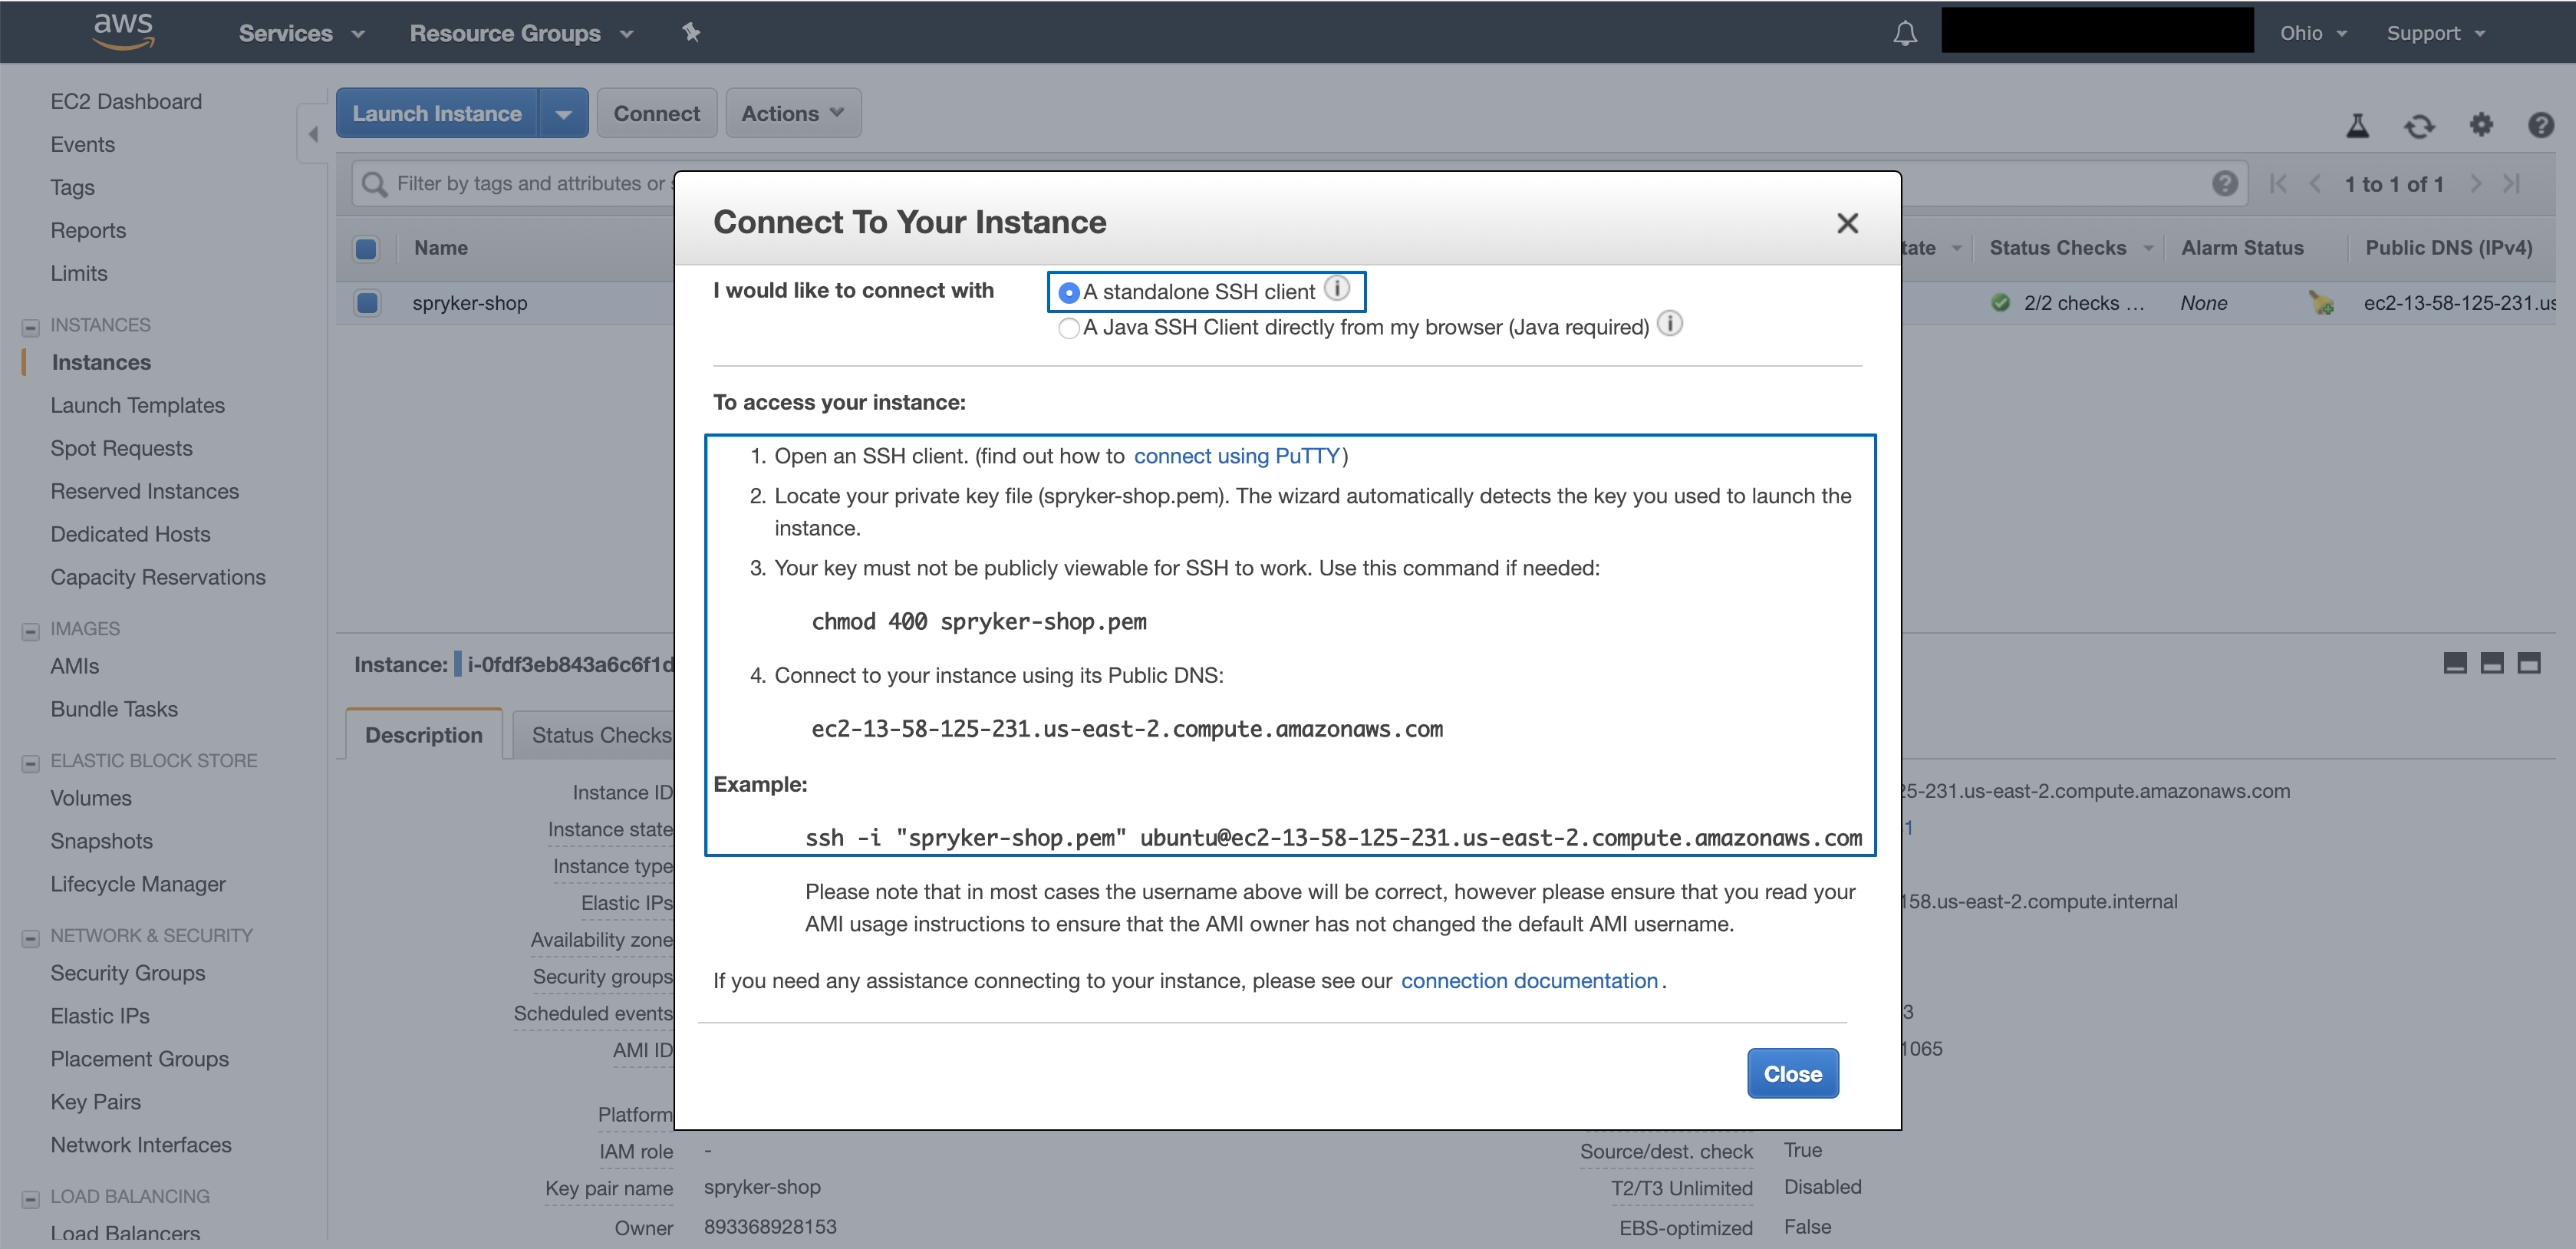 aws
Services
Resource Groups
Ohio
Support
EC2 Dashboard
Events
Tags
Reports
Limits
INSTANCES
Instances
Launch Templates
Spot Requests
Reserved Instances
Dedicated Hosts
Capacity Reservations
IMAGES
AMIs
Bundle Tasks
ELASTIC BLOCK STORE
Volumes
Snapshots
Lifecycle Manager
NETWORK & SECURITY
Security Groups
Elastic IPs
Placement Groups
Key Pairs
Network Interfaces
LOAD BALANCING
Load Balancers
Launch Instance
Connect
Actions
Filter by tags and attributes or s
1 to 1 of 1
Name
tate
Status Checks
Alarm Status
Public DNS (IPv4)
spryker-shop
2/2 checks ...
None
ec2-13-58-125-231.us
Connect To Your Instance
I would like to connect with
A standalone SSH client
A Java SSH Client directly from my browser (Java required)
To access your instance:
1. Open an SSH client. (find out how to connect using PuTTY)
2. Locate your private key file (spryker-shop.pem). The wizard automatically detects the key you used to launch the
instance.
3. Your key must not be publicly viewable for SSH to work. Use this command if needed:
chmod 400 spryker-shop.pem
4. Connect to your instance using its Public DNS:
ec2-13-58-125-231.us-east-2.compute.amazonaws.com
Example:
ssh -i "spryker-shop.pem" ubuntu@ec2-13-58-125-231.us-east-2.compute.amazonaws.com
Please note that in most cases the username above will be correct, however please ensure that you read your
AMI usage instructions to ensure that the AMI owner has not changed the default AMI username.
If you need any assistance connecting to your instance, please see our connection documentation.
Close
Instance: i-0fdf3eb843a6c6f1d
Description
Status Checks
Instance ID
Instance state
Instance type
Elastic IPs
Availability zone
Security groups
Scheduled events
AMI ID
Platform
IAM role -
Key pair name spryker-shop
Owner 893368928153
25-231.us-east-2.compute.amazonaws.com
1
158.us-east-2.compute.internal
3
1065
Source/dest. check True
T2/T3 Unlimited Disabled
EBS-optimized False